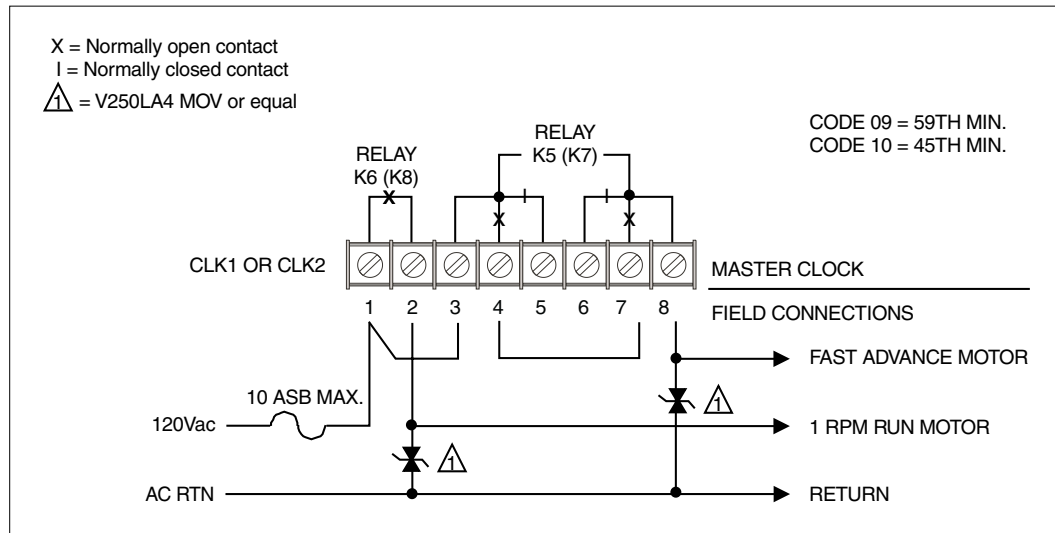 X = Normally open contact
I = Normally closed contact
1 = V250LA4 MOV or equal
CODE 09 = 59TH MIN.
CODE 10 = 45TH MIN.
RELAY
K6 (K8)
RELAY
K5 (K7)
X
X
X
CLK1 OR CLK2
MASTER CLOCK
1 2 3 4 5 6 7 8
FIELD CONNECTIONS
FAST ADVANCE MOTOR
10 ASB MAX.
1
120Vac
1 RPM RUN MOTOR
1
AC RTN
RETURN